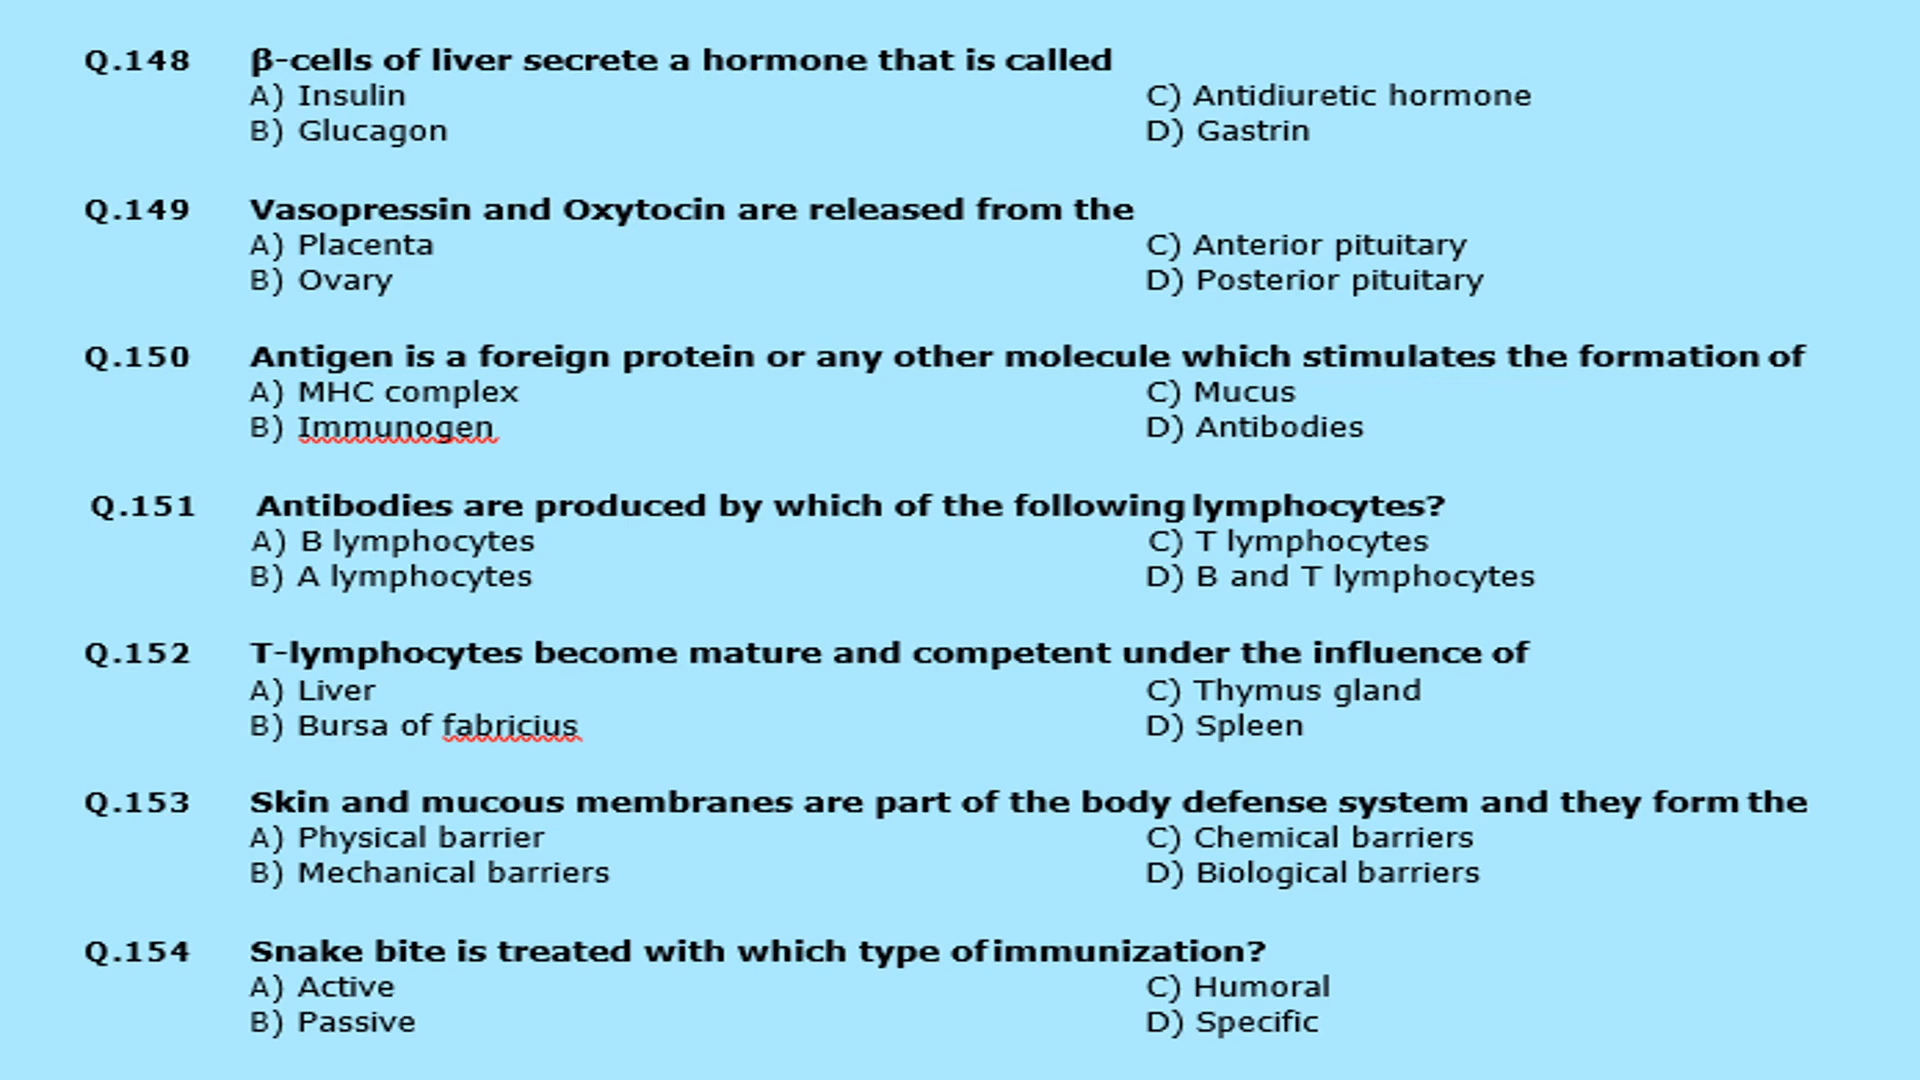 Q.148 β-cells of liver secrete a hormone that is called
A) Insulin C) Antidiuretic hormone
B) Glucagon D) Gastrin
Q.149 Vasopressin and Oxytocin are released from the
A) Placenta C) Anterior pituitary
B) Ovary D) Posterior pituitary
Q.150 Antigen is a foreign protein or any other molecule which stimulates the formation of
A) MHC complex C) Mucus
B) Immunogen D) Antibodies
Q.151 Antibodies are produced by which of the following lymphocytes?
A) B lymphocytes C) T lymphocytes
B) A lymphocytes D) B and T lymphocytes
Q.152 T-lymphocytes become mature and competent under the influence of
A) Liver C) Thymus gland
B) Bursa of fabricius D) Spleen
Q.153 Skin and mucous membranes are part of the body defense system and they form the
A) Physical barrier C) Chemical barriers
B) Mechanical barriers D) Biological barriers
Q.154 Snake bite is treated with which type of immunization?
A) Active C) Humoral
B) Passive D) Specific